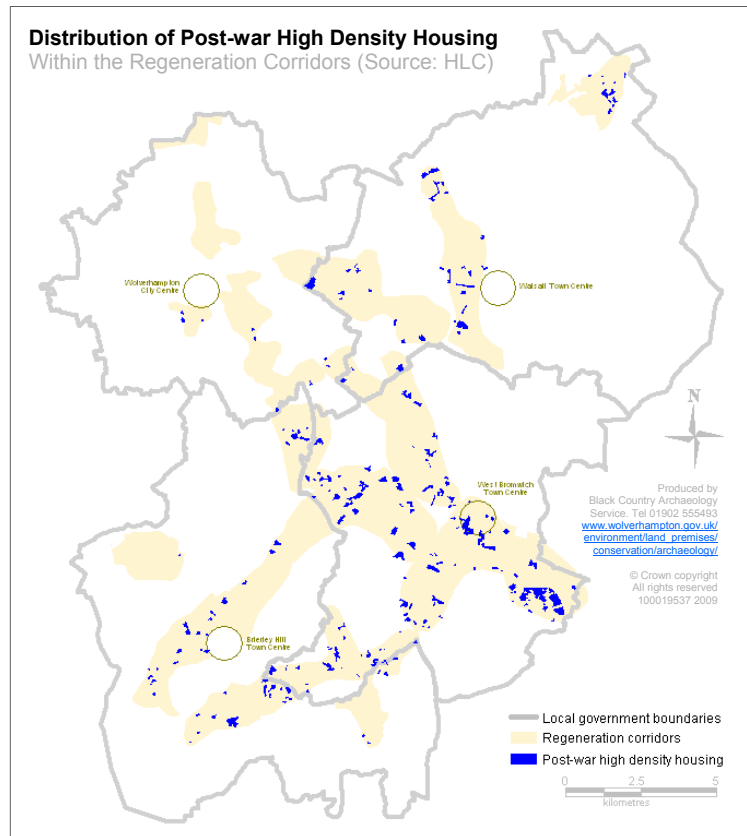 Distribution of Post-war High Density Housing
Within the Regeneration Corridors (Source: HLC)
Wolverhampton
City Centre
Walsall Town Centre
N
West Bromwich
Town Centre
Produced by
Black Country Archaeology
Service. Tel 01902 555493
www.wolverhampton.gov.uk/
environment/land_premises/
conservation/archaeology/
© Crown copyright
All rights reserved
100019537 2009
Brierley Hill
Town Centre
Local government boundaries
Regeneration corridors
Post-war high density housing
0 2.5 5
kilometres